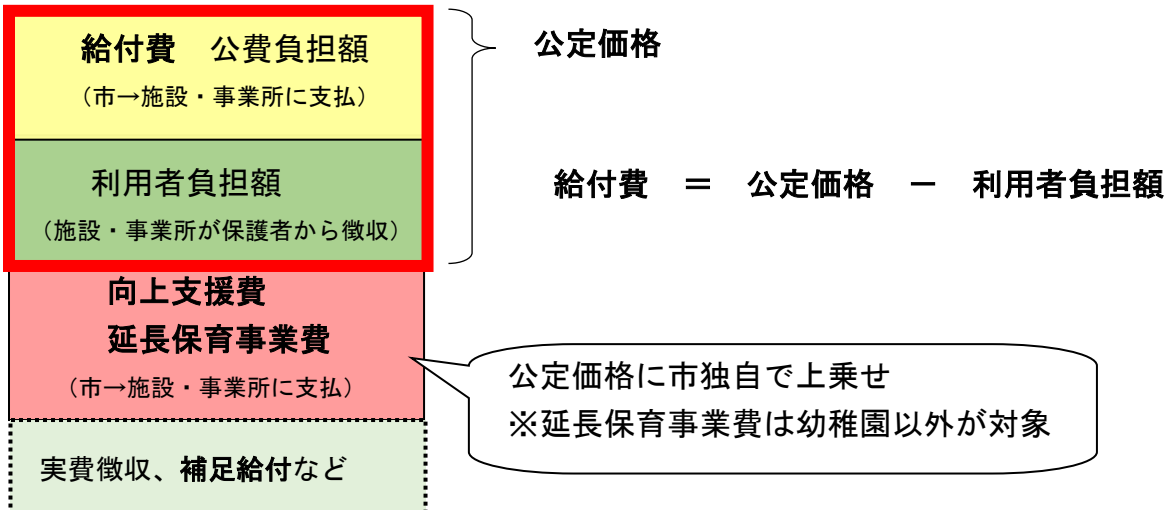 給付費　公費負担額
（市→施設・事業所に支払）
公定価格
利用者負担額
（施設・事業所が保護者から徴収）
給付費　＝　公定価格　－　利用者負担額
向上支援費
延長保育事業費
（市→施設・事業所に支払）
公定価格に市独自で上乗せ
※延長保育事業費は幼稚園以外が対象
実費徴収、補足給付など